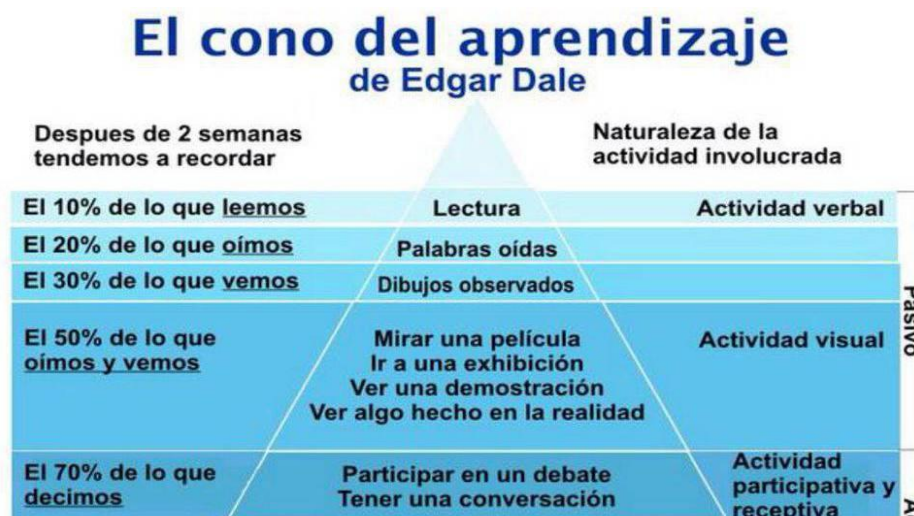 El cono del aprendizaje
de Edgar Dale
Despues de 2 semanas
tendemos a recordar
Naturaleza de la
actividad involucrada
El 10% de lo que leemos
Lectura
Actividad verbal
El 20% de lo que oímos
Palabras oídas
El 30% de lo que vemos
Dibujos observados
Pasivo
El 50% de lo que
oímos y vemos
Mirar una película
Ir a una exhibición
Ver una demostración
Ver algo hecho en la realidad
Actividad visual
El 70% de lo que
decimos
Participar en un debate
Tener una conversación
Actividad
participativa y
receptiva